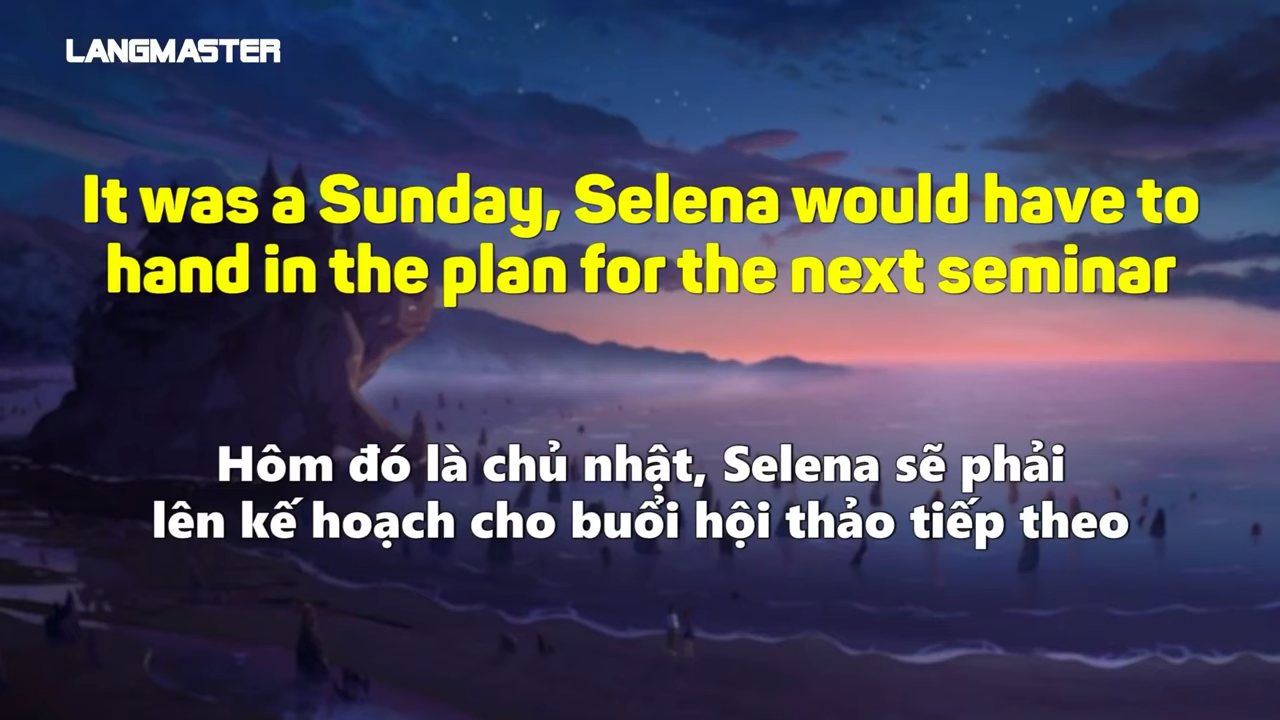 LANGMASTER
It was a Sunday, Selena would have to
hand in the plan for the next seminar
Hôm đó là chủ nhật, Selena sẽ phải
lên kế hoạch cho buổi hội thảo tiếp theo